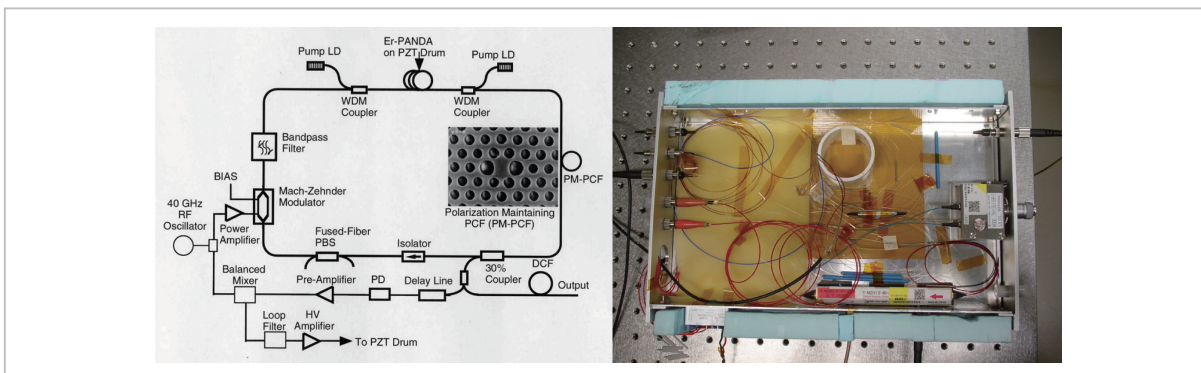 Er-PANDA
on PZT Drum
Pump LD
Pump LD
WDM
Coupler
WDM
Coupler
Bandpass
Filter
PM-PCF
BIAS
Mach-Zehnder
Modulator
Polarization Maintaining
PCF (PM-PCF)
40 GHz
RF
Oscillator
Power
Amplifier
Fused-Fiber
PBS
Isolator
30%
Coupler
DCF
Output
Balanced
Mixer
Pre-Amplifier
PD
Delay Line
Loop
Filter
HV
Amplifier
To PZT Drum